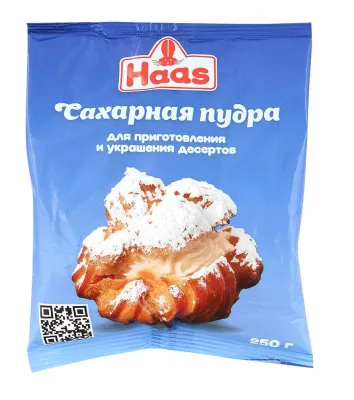 Haas
Сахарная пудра
для приготовления
и украшения десертов
250 г